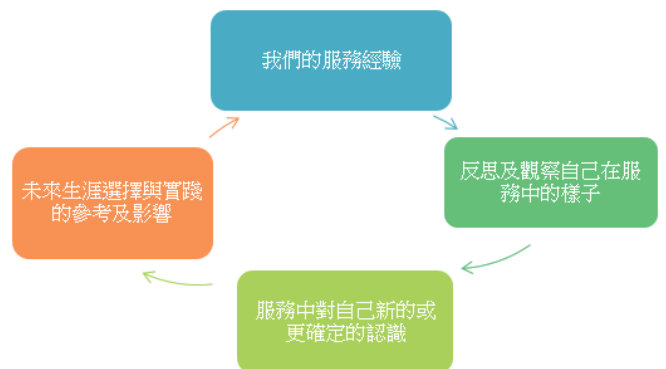 我們的服務經驗
反思及觀察自己在服
務中的樣子
服務中對自己新的或
更確定的認識
未來生涯選擇與實踐
的參考及影響